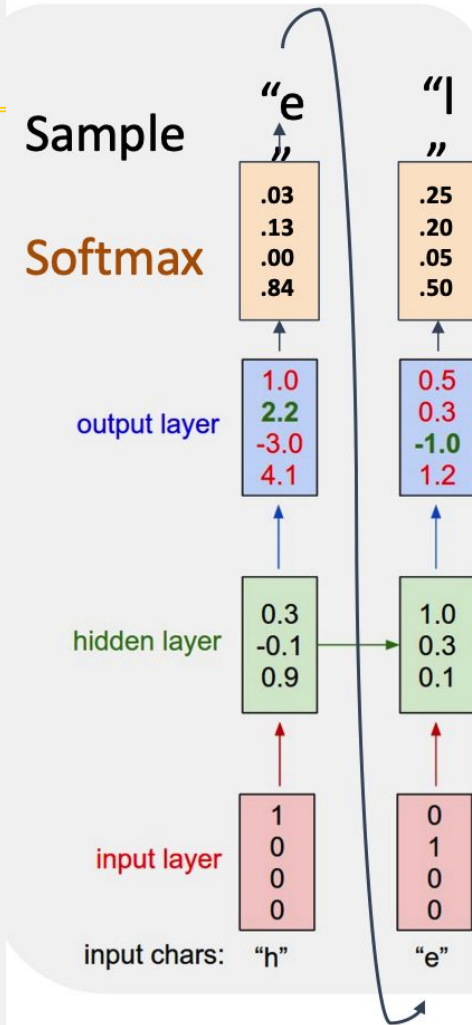 “e “l
Sample
” ”
.03 .25
.13 .20
Softmax .00 .05
.84 .50
1.0 0.5
output layer 2.2 0.3
-3.0 -1.0
4.1 1.2
0.3 1.0
hidden layer -0.1 0.3
0.9 0.1
1 0
0 1
input layer 0 0
0 0
input chars: “h” “e”